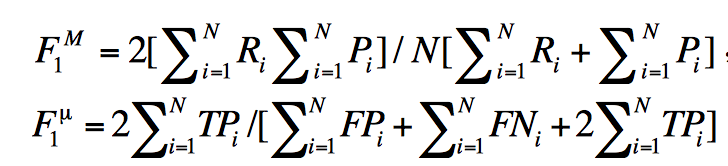 F₁ᴹ = 2[∑ᵢ₌₁ᴺ Rᵢ ∑ᵢ₌₁ᴺ Pᵢ] / N[∑ᵢ₌₁ᴺ Rᵢ + ∑ᵢ₌₁ᴺ Pᵢ]
F₁^μ = 2∑ᵢ₌₁ᴺ TPᵢ /[∑ᵢ₌₁ᴺ FPᵢ + ∑ᵢ₌₁ᴺ FNᵢ + 2∑ᵢ₌₁ᴺ TPᵢ]